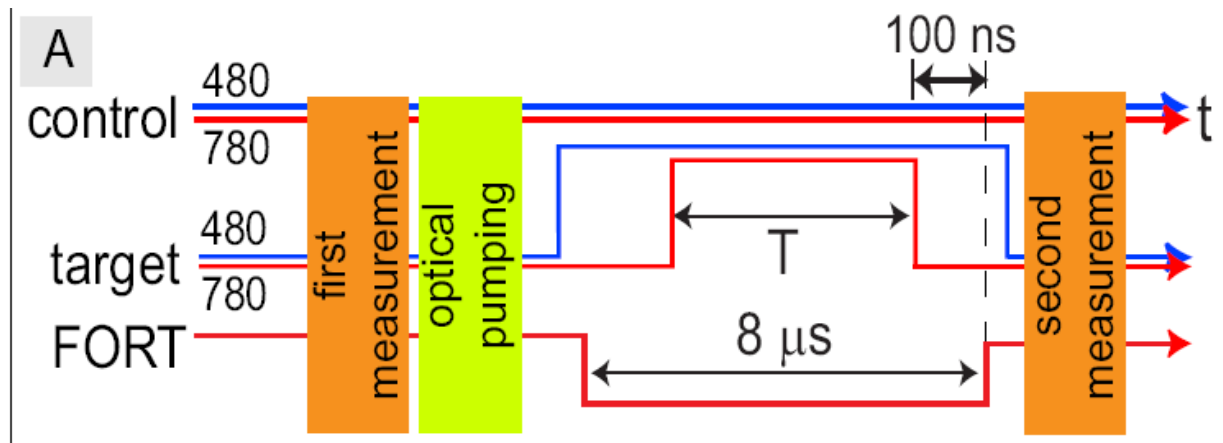 A
100 ns
480
control
780
t
480
target
780
FORT
first
measurement
optical
pumping
T
8 μs
second
measurement